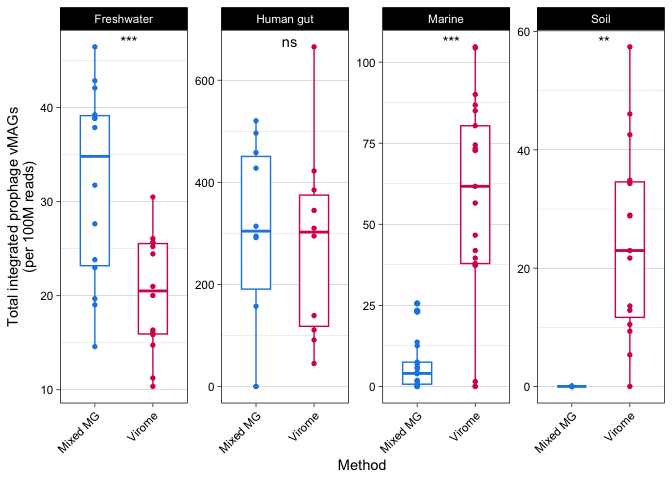 Freshwater
Human gut
Marine
Soil
***
ns
***
**
Total integrated prophage vMAGs
(per 100M reads)
40
30
20
10
600
400
200
0
100
75
50
25
0
60
40
20
0
Mixed MG
Virome
Mixed MG
Virome
Mixed MG
Virome
Mixed MG
Virome
Method